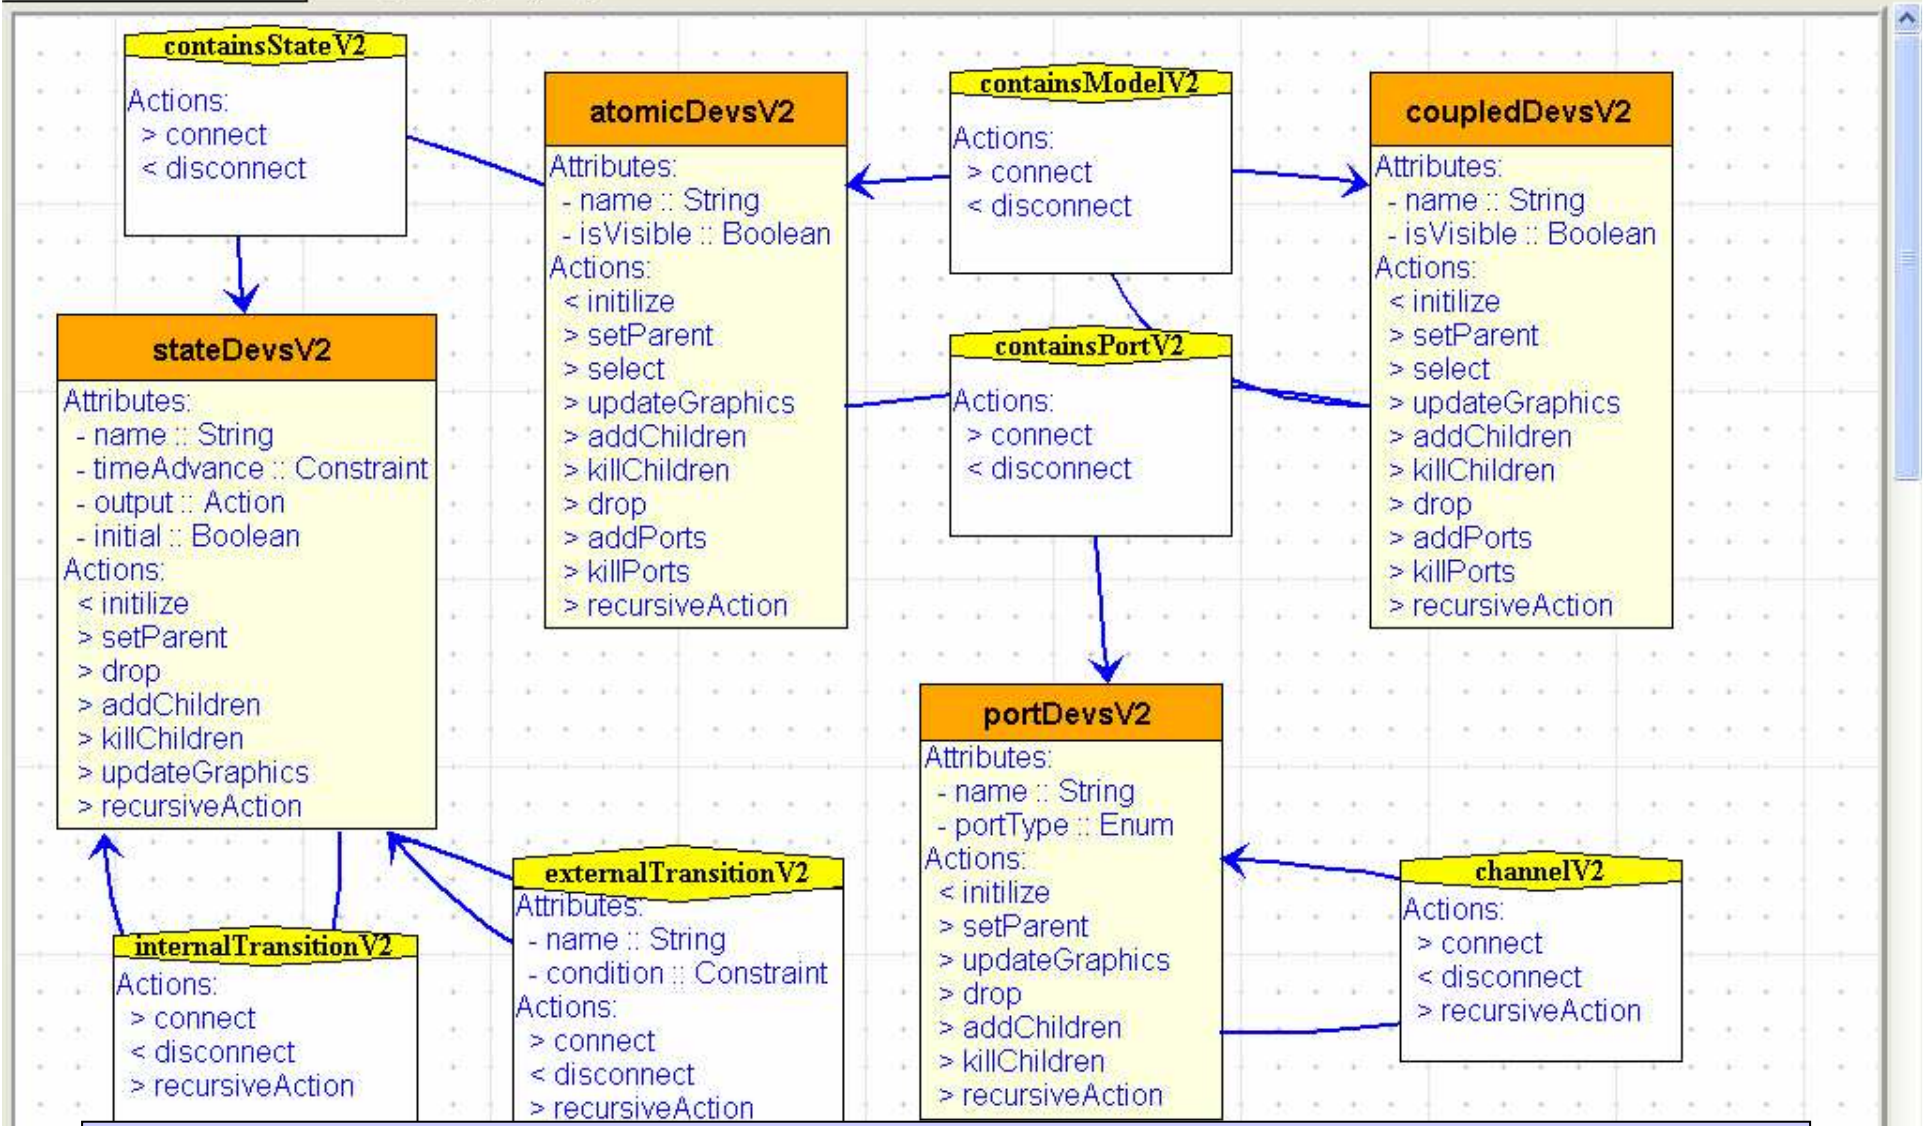 containsStateV2
Actions:
> connect
< disconnect
atomicDevsV2
Attributes:
- name :: String
- isVisible :: Boolean
Actions:
< initilize
> setParent
> select
> updateGraphics
> addChildren
> killChildren
> drop
> addPorts
> killPorts
> recursiveAction
containsModelV2
Actions:
> connect
< disconnect
coupledDevsV2
Attributes:
- name :: String
- isVisible :: Boolean
Actions:
< initilize
> setParent
> select
> updateGraphics
> addChildren
> killChildren
> drop
> addPorts
> killPorts
> recursiveAction
stateDevsV2
Attributes:
- name :: String
- timeAdvance :: Constraint
- output :: Action
- initial :: Boolean
Actions:
< initilize
> setParent
> drop
> addChildren
> killChildren
> updateGraphics
> recursiveAction
containsPortV2
Actions:
> connect
< disconnect
portDevsV2
Attributes:
- name :: String
- portType :: Enum
Actions:
< initilize
> setParent
> updateGraphics
> drop
> addChildren
> killChildren
> recursiveAction
internalTransitionV2
Actions:
> connect
< disconnect
> recursiveAction
externalTransitionV2
Attributes:
- name :: String
- condition :: Constraint
Actions:
> connect
< disconnect
> recursiveAction
channelV2
Actions:
> connect
< disconnect
> recursiveAction